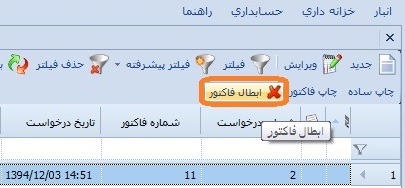 انبار خزانه داري حسابداري راهنما
جدید ویرایش فیلتر فیلتر پیشرفته حذف فیلتر
چاپ ساده چاپ فاکتور ابطال فاکتور
درخواست شماره فاکتور تاریخ درخواست
ابطال فاکتور
1 2 11 1394/12/03 14:51